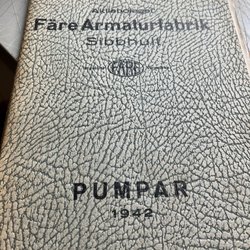 Aktiebolaget
Färe Armaturfabrik
Sibbhult
FÄRE
PUMPAR
1942